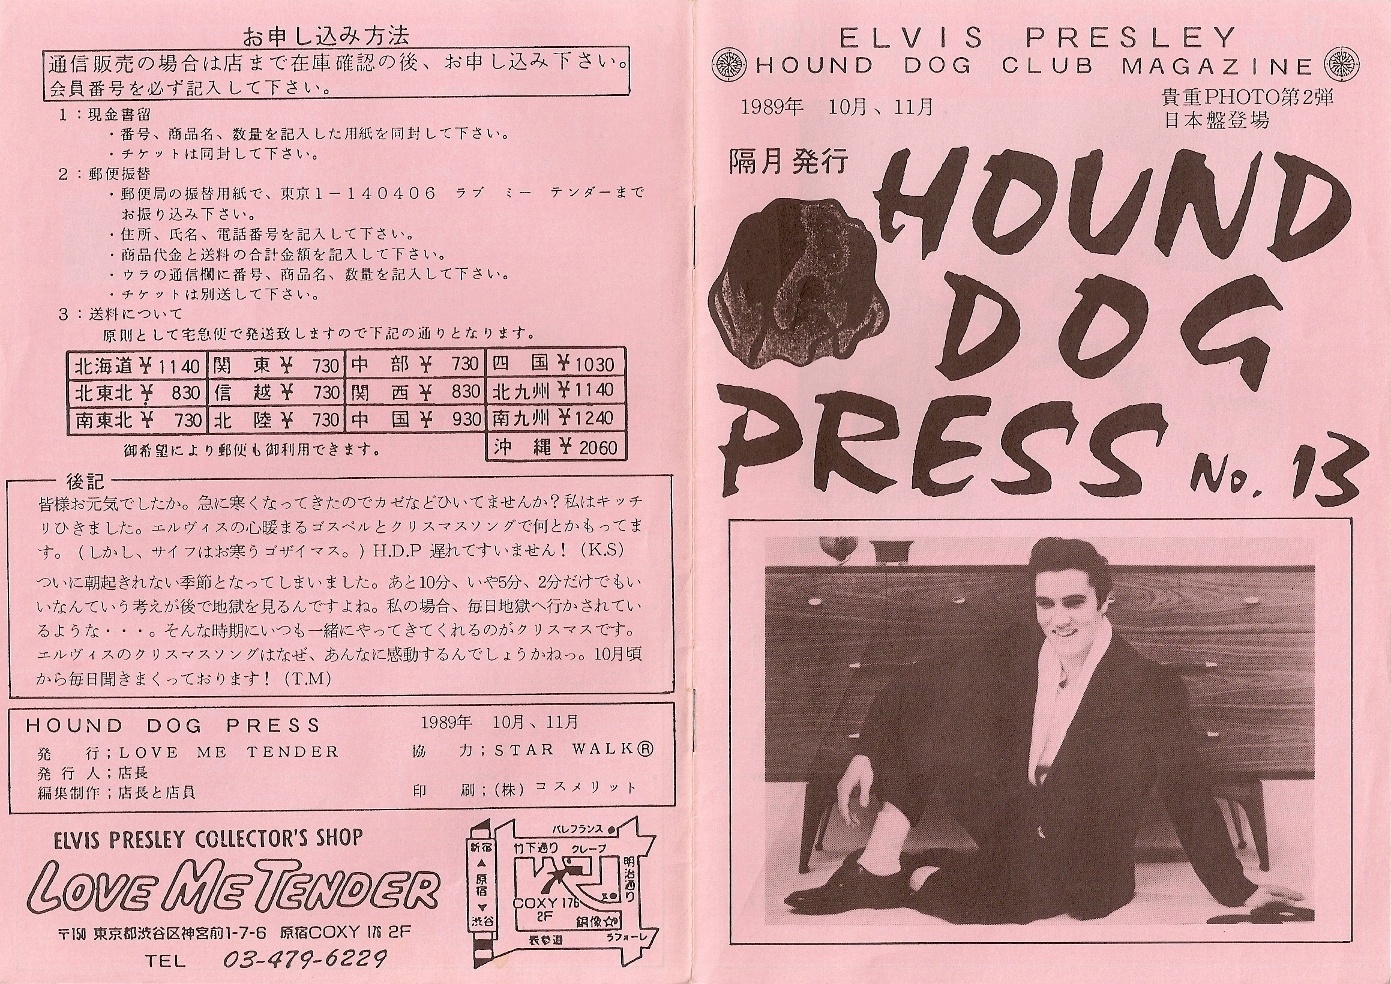 お申し込み方法
通信販売の場合は店まで在庫確認の後、お申し込み下さい。
会員番号を必ず記入して下さい。
1：現金書留
・番号、商品名、数量を記入した用紙を同封して下さい。
・チケットは同封して下さい。
2：郵便振替
・郵便局の振替用紙で、東京1－140406　ラブ　ミー　テンダーまで
お振り込み下さい。
・住所、氏名、電話番号を記入して下さい。
・商品代金と送料の合計金額を記入して下さい。
・ウラの通信欄に番号、商品名、数量を記入して下さい。
・チケットは別送して下さい。
3：送料について
原則として宅急便で発送致しますので下記の通りとなります。
北海道 ¥1140 関東 ¥730 中部 ¥730 四国 ¥1030
北東北 ¥830 信越 ¥730 関西 ¥830 北九州 ¥1140
南東北 ¥730 北陸 ¥730 中国 ¥930 南九州 ¥1240
沖縄 ¥2060
御希望により郵便も御利用できます。
後記
皆様お元気でしたか。急に寒くなってきたのでカゼなどひいてませんか？私はキッチ
リひきました。エルヴィスの心暖まるゴスペルとクリスマスソングで何とかもってま
す。（しかし、サイフはお寒うゴザイマス。）H.D.P 遅れてすいません！（K.S）
ついに朝起きれない季節となってしまいました。あと10分、いや5分、2分だけでもい
いなんていう考えが後で地獄を見るんですよね。私の場合、毎日地獄へ行かされてい
るような・・・。そんな時期にいつも一緒にやってきてくれるのがクリスマスです。
エルヴィスのクリスマスソングはなぜ、あんなに感動するんでしょうかねっ。10月頃
から毎日聞きまくっております！（T.M）
HOUND DOG PRESS　1989年　10月、11月
発　行；LOVE ME TENDER　協　力；STAR WALK®
発行人；店長
編集制作；店長と店員　印　刷；(株) コスメリット
ELVIS PRESLEY COLLECTOR'S SHOP
LOVE ME TENDER
〒150 東京都渋谷区神宮前1-7-6　原宿COXY 176 2F
TEL　03-479-6229
新宿
▲
原宿
▼
渋谷
パレフランス
竹下通り
クレープ
明治通り
COXY 176
2F
銅像☆
表参道
ラフォーレ
ELVIS PRESLEY
HOUND DOG CLUB MAGAZINE
1989年　10月、11月
貴重PHOTO第2弾
日本盤登場
隔月発行
HOUND
DOG
PRESS No. 13